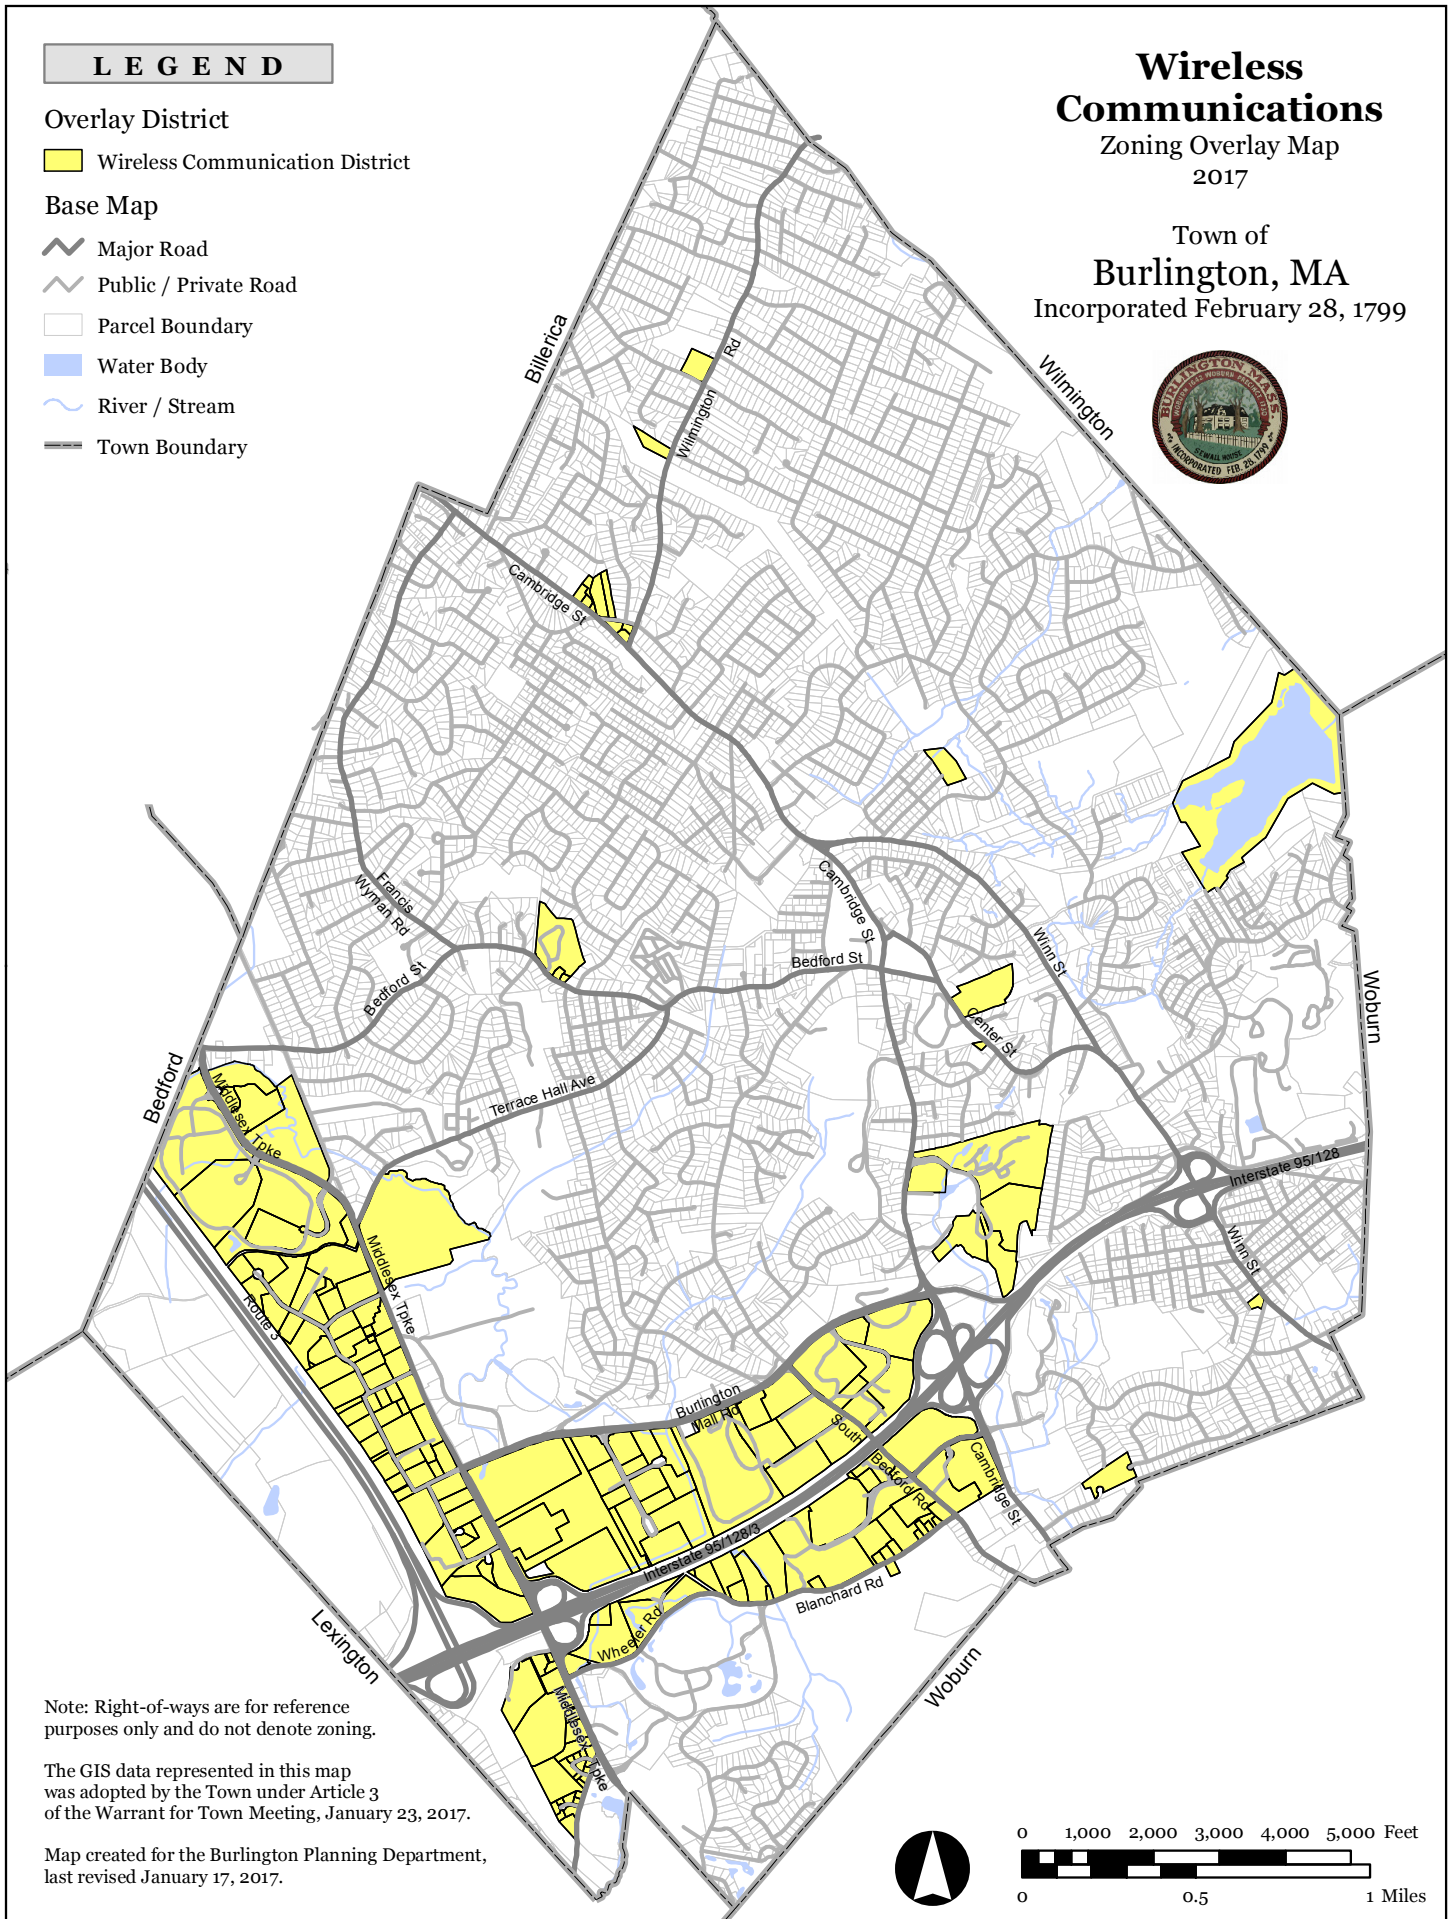 LEGEND
Overlay District
Wireless Communication District
Base Map
Major Road
Public / Private Road
Parcel Boundary
Water Body
River / Stream
Town Boundary
Wireless
Communications
Zoning Overlay Map
2017
Town of
Burlington, MA
Incorporated February 28, 1799
BURLINGTON MASS.
SEWALL HOUSE
INCORPORATED FEB. 28, 1799
Billerica
Wilmington
Rd
Wilmington
Cambridge St
Francis
Wyman Rd
Cambridge St
Winn St
Bedford St
Bedford St
Center St
Woburn
Bedford
Middlesex Tpke
Terrace Hall Ave
Interstate 95/128
Winn St
Middlesex Tpke
Route 3
Burlington
Mall Rd
South
Bedford Rd
Cambridge St
Interstate 95/128/3
Blanchard Rd
Wheeler Rd
Lexington
Woburn
Middlesex Tpke
Note: Right-of-ways are for reference
purposes only and do not denote zoning.
The GIS data represented in this map
was adopted by the Town under Article 3
of the Warrant for Town Meeting, January 23, 2017.
Map created for the Burlington Planning Department,
last revised January 17, 2017.
0 1,000 2,000 3,000 4,000 5,000 Feet
0 0.5 1 Miles